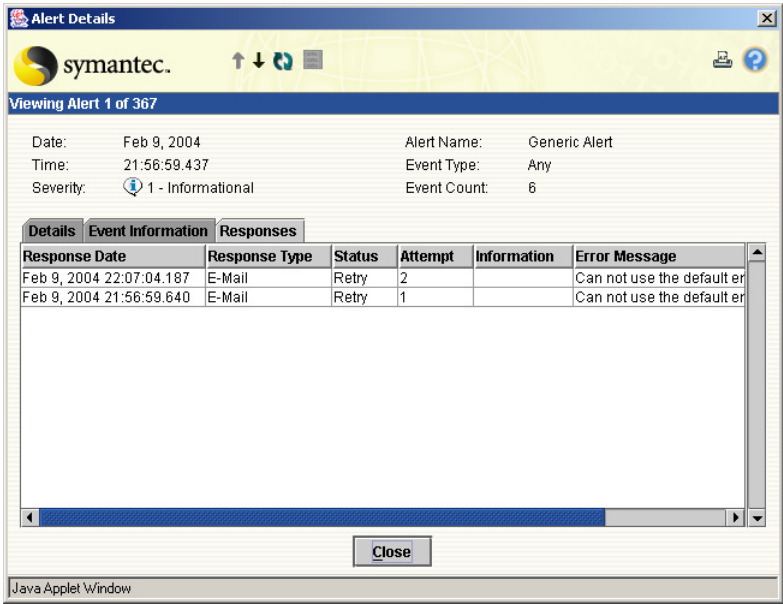 Alert Details
symantec.
Viewing Alert 1 of 367
Date: Feb 9, 2004 Alert Name: Generic Alert
Time: 21:56:59.437 Event Type: Any
Severity: 1 - Informational Event Count: 6
Details Event Information Responses
Response Date Response Type Status Attempt Information Error Message
Feb 9, 2004 22:07:04.187 E-Mail Retry 2 Can not use the default er
Feb 9, 2004 21:56:59.640 E-Mail Retry 1 Can not use the default er
Close
Java Applet Window